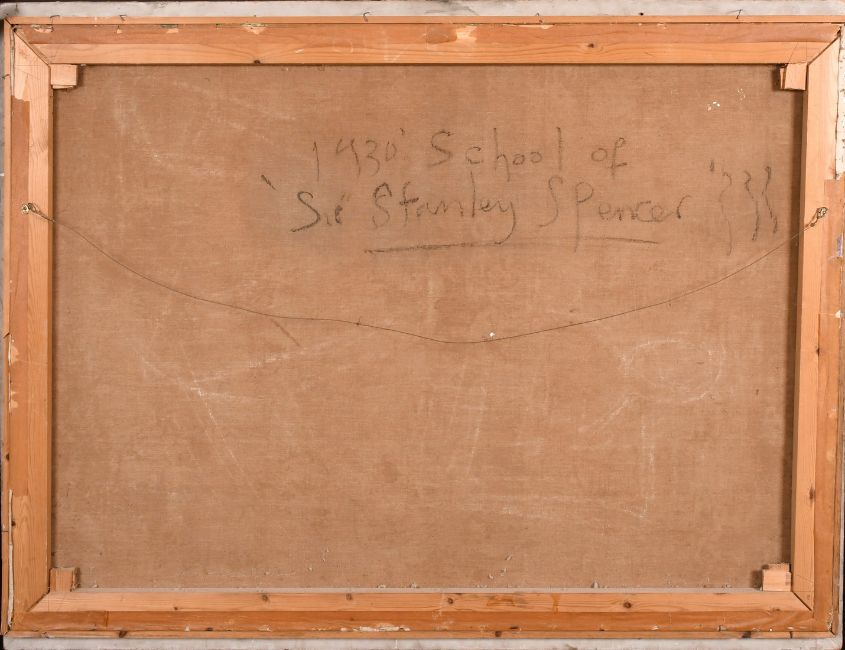 1930' School of
'Sir' Stanley Spencer '}}{